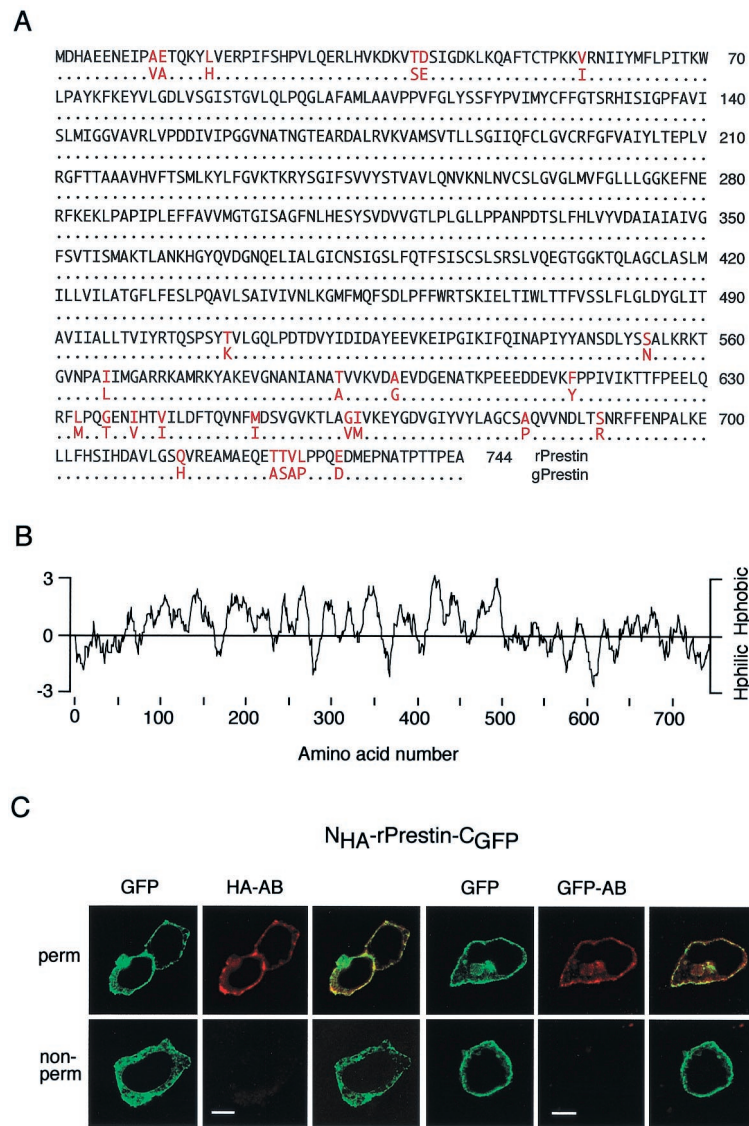 A
MDHAEENEIPAETQKYLVERPIFSHPVLQERLHVKDKVTDSIGDKLKQAFTCTPKKVRNIIYMFLPITKW 70
..........VA....H.....................SE................I.............
LPAYKFKEYVLGDLVSGISTGVLQLPQGLAFAMLAAVPPVFGLYSSFYPVIMYCFFGTSRHISIGPFAVI 140
......................................................................
SLMIGGVAVRLVPDDIVIPGGVNATNGTEARDALRVKVAMSVTLLSGIIQFCLGVCRFGFVAIYLTEPLV 210
......................................................................
RGFTTAAAVHVFTSMLKYLFGVKTKRYSGIFSVVYSTVAVLQNVKNLNVCSLGVGLMVFGLLLGGKEFNE 280
......................................................................
RFKEKLPAPIPLEFFAVVMGTGISAGFNLHESYSVDVVGTLPLGLLPPANPDTSLFHLVYVDAIAIAIVG 350
......................................................................
FSVTISMAKTLANKHGYQVDGNQELIALGICNSIGSLFQTFSISCSLSRSLVQEGTGGKTQLAGCLASLM 420
......................................................................
ILLVILATGFLFESLPQAVLSAIVIVNLKGMFMQFSDLPFFWRTSKIELTIWLTTFVSSLFLGLDYGLIT 490
......................................................................
AVIIALLTVIYRTQSPSYTVLGQLPDTDVYIDIDAYEEVKEIPGIKIFQINAPIYYANSDLYSSALKRKT 560
..................K............................................N......
GVNPAIIMGARRKAMRKYAKEVGNANIANATVVKVDAEVDGENATKPEEEDDEVKFPPIVIKTTFPEELQ 630
.....L........................A.....G..................Y.............
RFLPQGENIHTVILDFTQVNFMDSVGVKTLAGIVKEYGDVGIYVYLAGCSAQVVNDLTSNRFFENPALKE 700
..M..T..V..I.........I.........VM.................P.......R...........
LLFHSIHDAVLGSQVREAMAEQETTVLPPQEDMEPNATPTTPEA 744 rPrestin
.............H.........ASAP...D............. gPrestin
B
3
0
-3
Hphilic Hphobic
0 100 200 300 400 500 600 700
Amino acid number
C
NHA-rPrestin-CGFP
GFP HA-AB GFP GFP-AB
perm
non-
perm